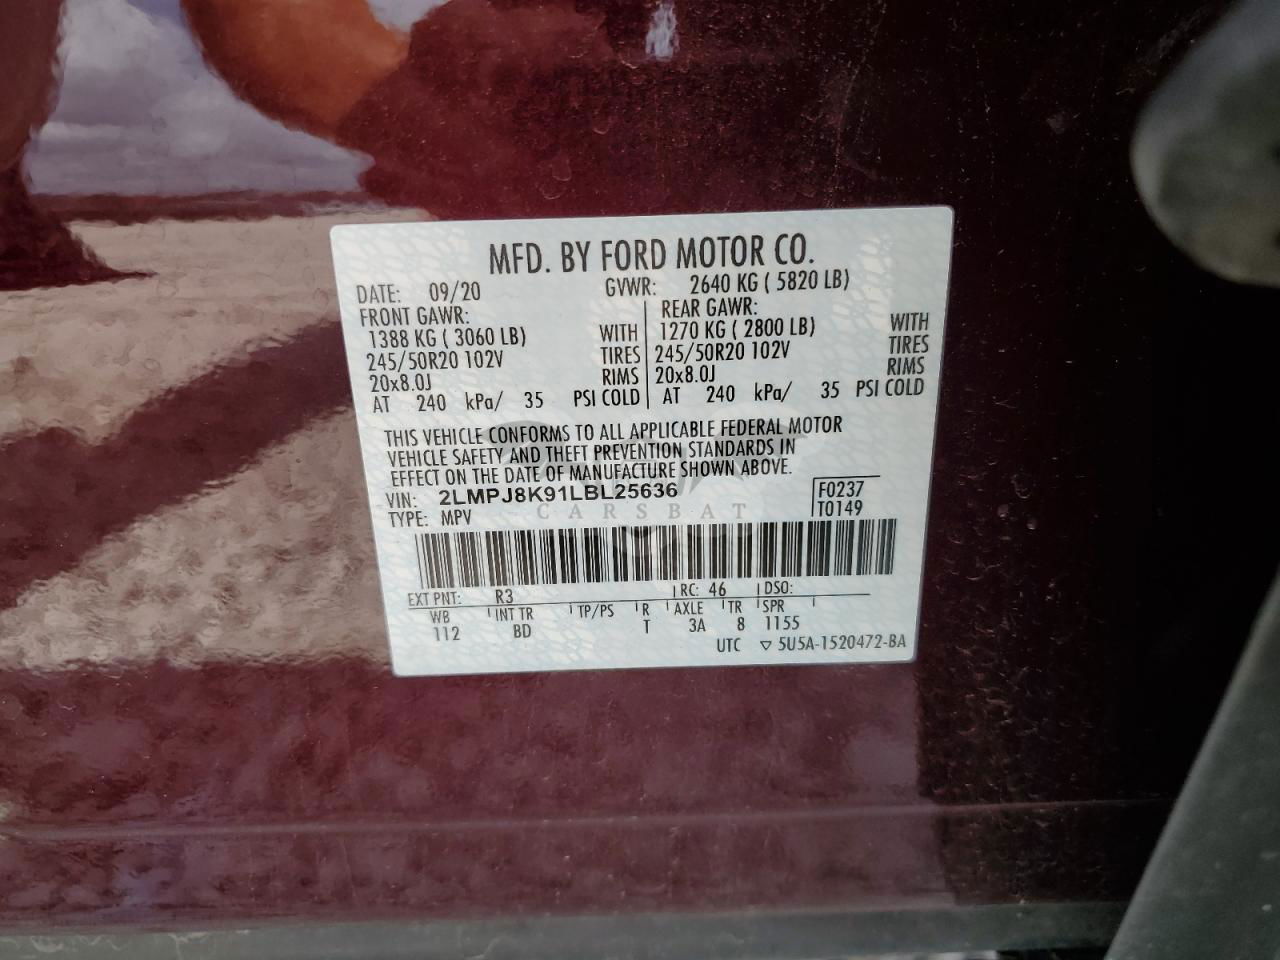 MFD. BY FORD MOTOR CO.
DATE: 09/20 GVWR: 2640 KG ( 5820 LB)
FRONT GAWR: REAR GAWR:
1388 KG ( 3060 LB) WITH 1270 KG ( 2800 LB) WITH
245/50R20 102V TIRES 245/50R20 102V TIRES
20x8.0J RIMS 20x8.0J RIMS
AT 240 kPa/ 35 PSI COLD AT 240 kPa/ 35 PSI COLD
THIS VEHICLE CONFORMS TO ALL APPLICABLE FEDERAL MOTOR
VEHICLE SAFETY AND THEFT PREVENTION STANDARDS IN
EFFECT ON THE DATE OF MANUFACTURE SHOWN ABOVE.
VIN: 2LMPJ8K91LBL25636 F0237
TYPE: MPV T0149
CARSBAT
EXT PNT: R3 RC: 46 DSO:
WB INT TR TP/PS R AXLE TR SPR
112 BD T 3A 8 1155
UTC ▽ 5U5A-1520472-BA